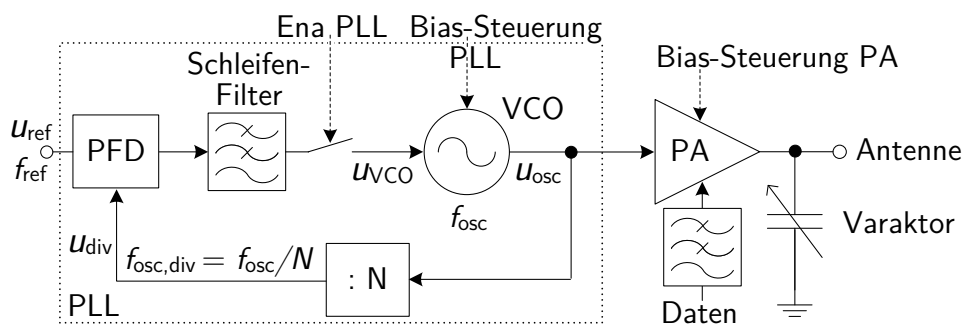 Ena PLL
Bias-Steuerung
PLL
Schleifen-
Filter
VCO
Bias-Steuerung PA
u_ref
f_ref
PFD
u_VCO
u_osc
f_osc
PA
Antenne
Varaktor
u_div
f_osc,div = f_osc/N
: N
PLL
Daten